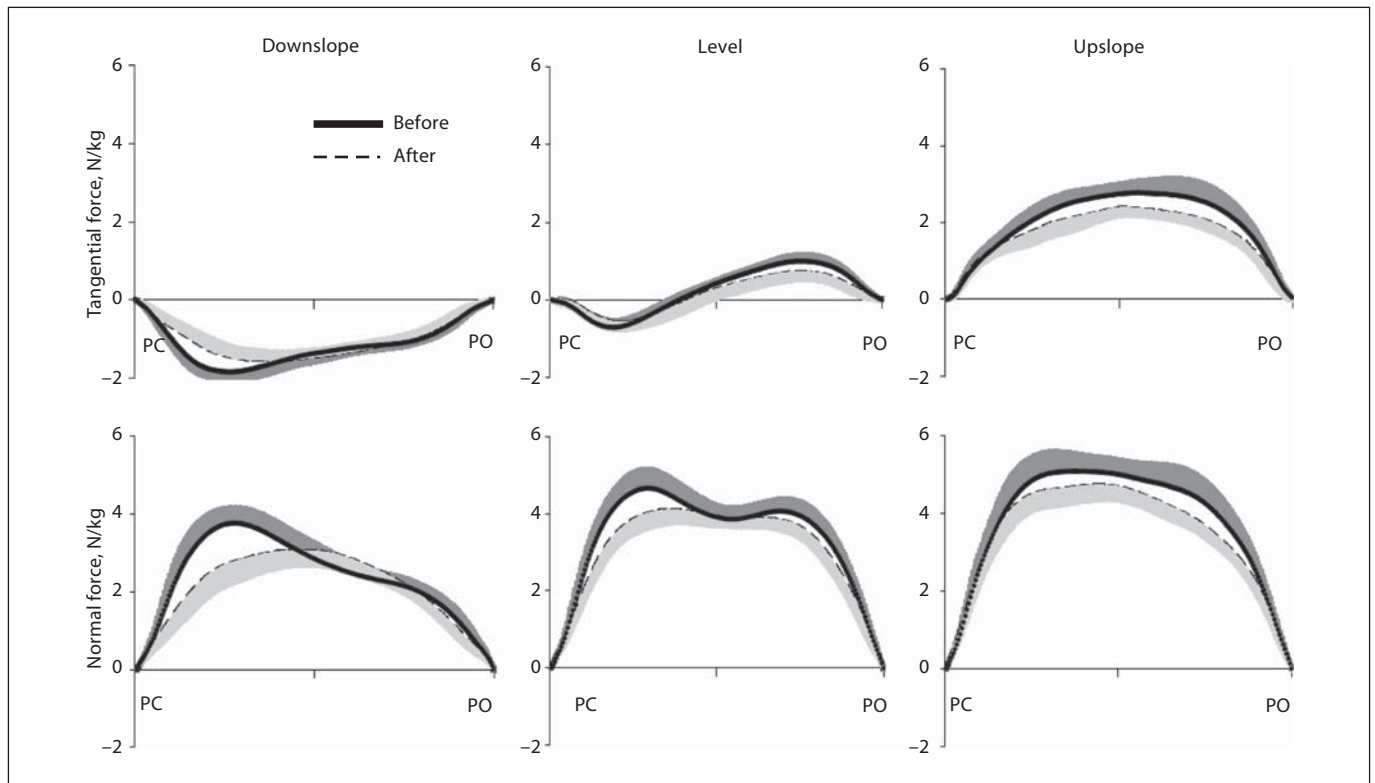 Downslope
Level
Upslope
Tangential force, N/kg
6
4
2
0
−2
Before
After
PC
PO
6
4
2
0
−2
PC
PO
6
4
2
0
−2
PC
PO
Normal force, N/kg
6
4
2
0
−2
PC
PO
6
4
2
0
−2
PC
PO
6
4
2
0
−2
PC
PO